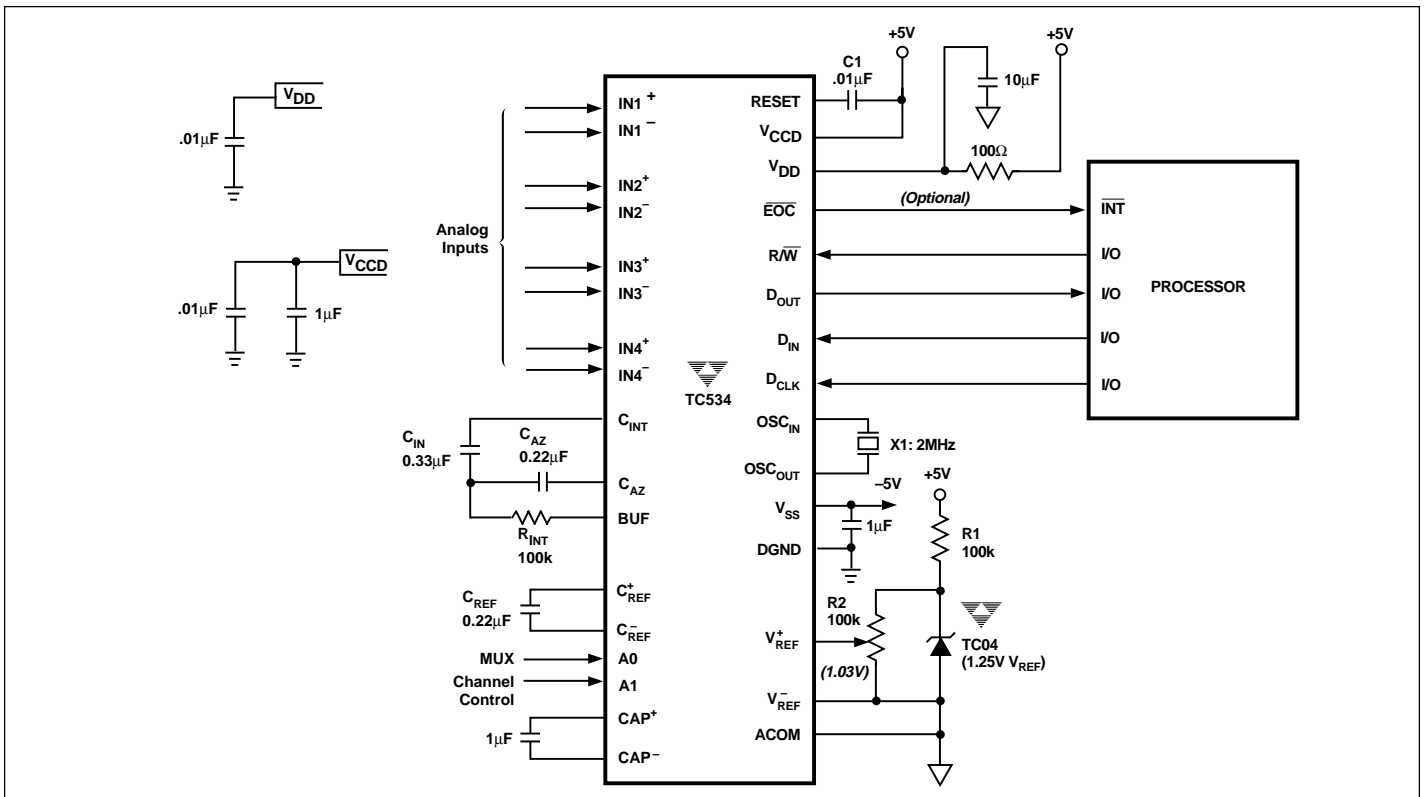 +5V
+5V
C1
.01µF
10µF
VDD
.01µF
RESET
VCCD
VDD
100Ω
IN1+
IN1−
IN2+
IN2−
EOC
(Optional)
INT
Analog
Inputs
R/W
I/O
VCCD
.01µF
1µF
IN3+
IN3−
DOUT
I/O
PROCESSOR
DIN
I/O
IN4+
IN4−
DCLK
I/O
TC534
CINT
OSCIN
CIN
0.33µF
CAZ
0.22µF
X1: 2MHz
OSCOUT
+5V
CAZ
VSS
–5V
BUF
1µF
RINT
100k
DGND
R1
100k
CREF
0.22µF
C+REF
C−REF
R2
100k
V+REF
(1.03V)
TC04
(1.25V VREF)
MUX
Channel
Control
A0
A1
V−REF
CAP+
1µF
CAP−
ACOM